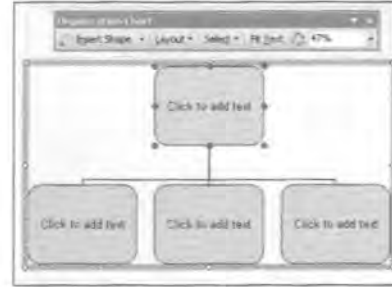 Organization Chart
Insert Shape Layout Select Fit Text 47%
Click to add text
Click to add text Click to add text Click to add text